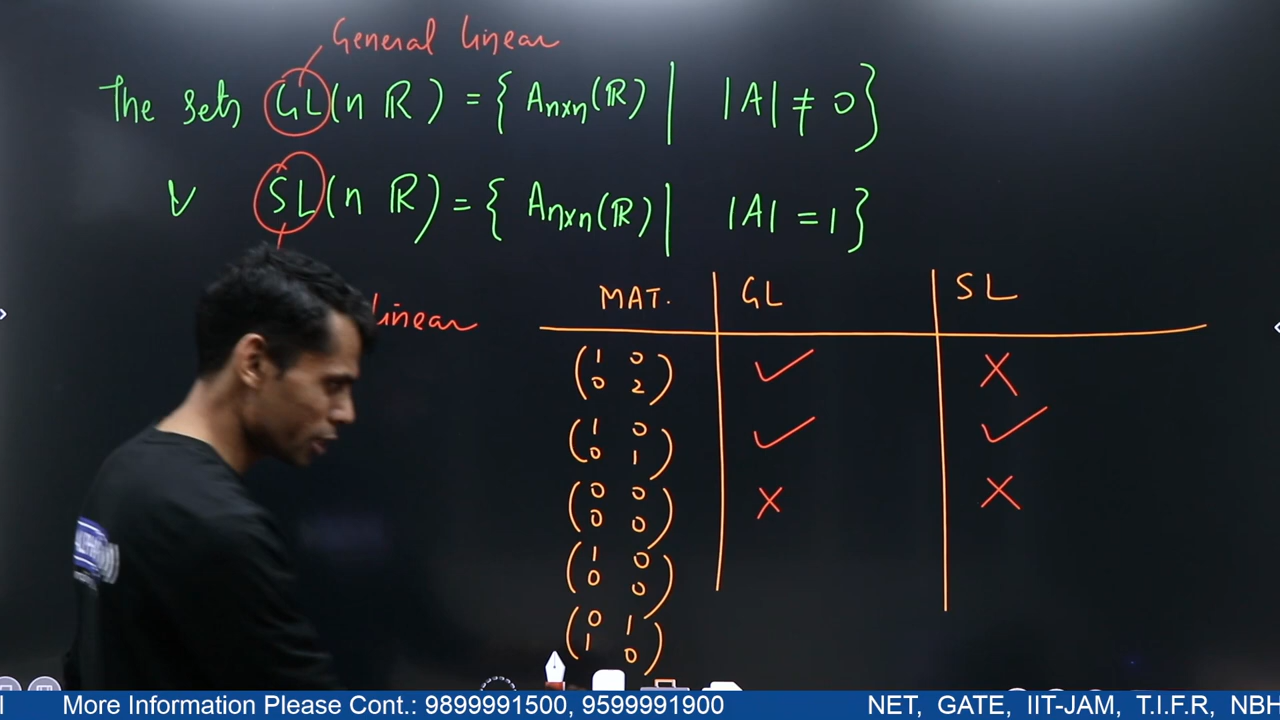 General linear
The sets GL(n ℝ) = { Anxn(ℝ) | |A| ≠ 0 }
SL(n ℝ) = { Anxn(ℝ) | |A| = 1 }
linear
MAT. GL SL
(1 0
0 2) ✓ ✗
(1 0
0 1) ✓ ✓
(0 0
0 0) ✗ ✗
(1 0
0 0)
(0 1
1 0)
More Information Please Cont.: 9899991500, 9599991900 NET, GATE, IIT-JAM, T.I.F.R, NBH